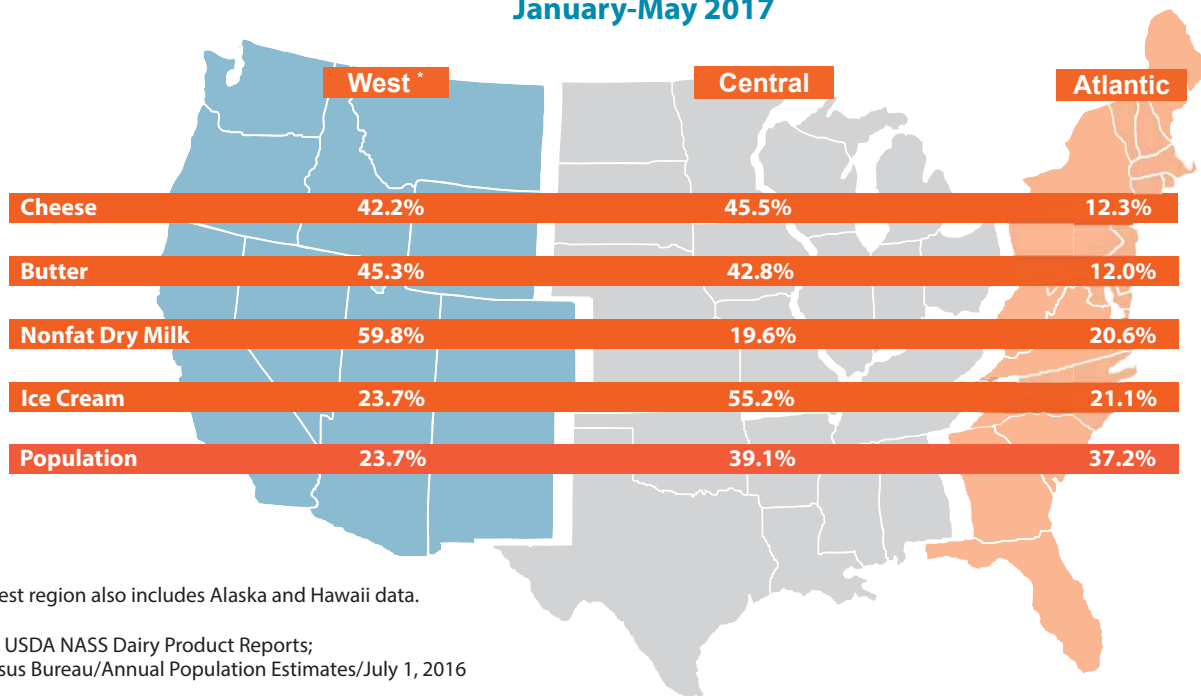 January-May 2017
West * Central Atlantic
Cheese 42.2% 45.5% 12.3%
Butter 45.3% 42.8% 12.0%
Nonfat Dry Milk 59.8% 19.6% 20.6%
Ice Cream 23.7% 55.2% 21.1%
Population 23.7% 39.1% 37.2%
est region also includes Alaska and Hawaii data.
USDA NASS Dairy Product Reports;
sus Bureau/Annual Population Estimates/July 1, 2016